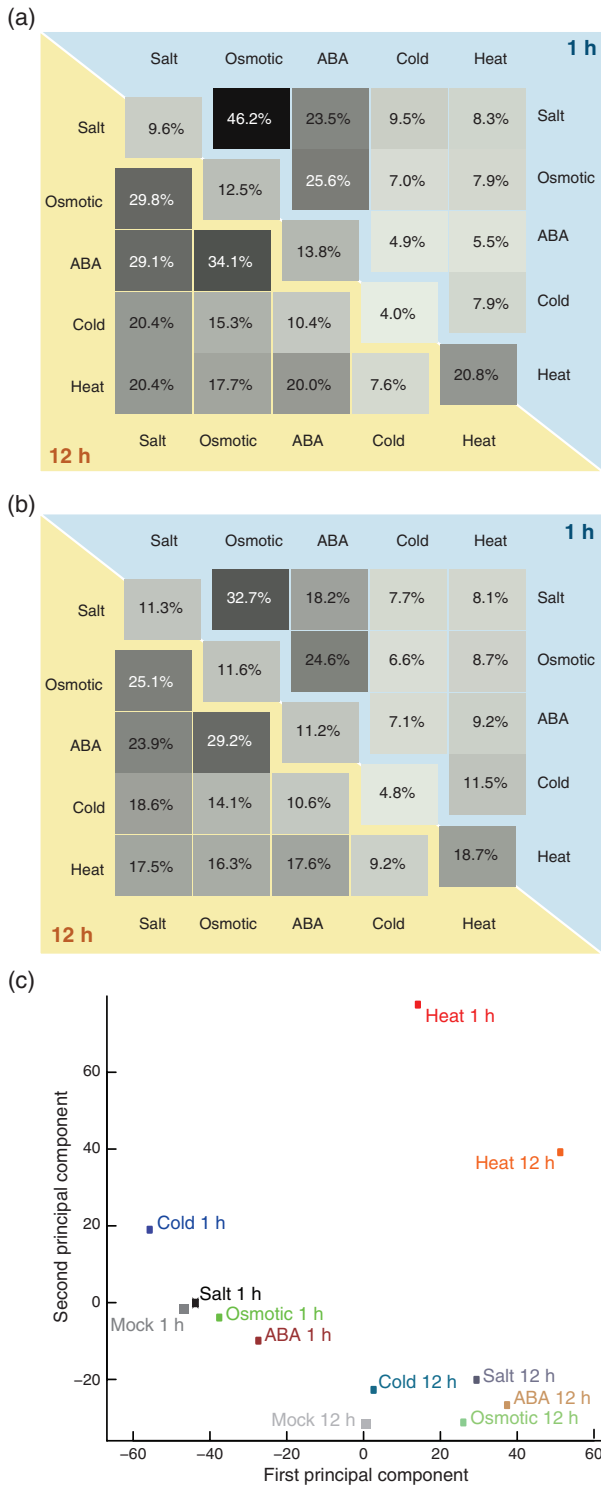 (a)
1 h
Salt Osmotic ABA Cold Heat
Salt 9.6% 46.2% 23.5% 9.5% 8.3% Salt
Osmotic 29.8% 12.5% 25.6% 7.0% 7.9% Osmotic
ABA 29.1% 34.1% 13.8% 4.9% 5.5% ABA
Cold 20.4% 15.3% 10.4% 4.0% 7.9% Cold
Heat 20.4% 17.7% 20.0% 7.6% 20.8% Heat
Salt Osmotic ABA Cold Heat
12 h
(b)
1 h
Salt Osmotic ABA Cold Heat
Salt 11.3% 32.7% 18.2% 7.7% 8.1% Salt
Osmotic 25.1% 11.6% 24.6% 6.6% 8.7% Osmotic
ABA 23.9% 29.2% 11.2% 7.1% 9.2% ABA
Cold 18.6% 14.1% 10.6% 4.8% 11.5% Cold
Heat 17.5% 16.3% 17.6% 9.2% 18.7% Heat
Salt Osmotic ABA Cold Heat
12 h
(c)
Second principal component
60
40
20
0
−20
Heat 1 h
Heat 12 h
Cold 1 h
Salt 1 h
Mock 1 h
Osmotic 1 h
ABA 1 h
Cold 12 h
Salt 12 h
ABA 12 h
Mock 12 h
Osmotic 12 h
−60 −40 −20 0 20 40 60
First principal component